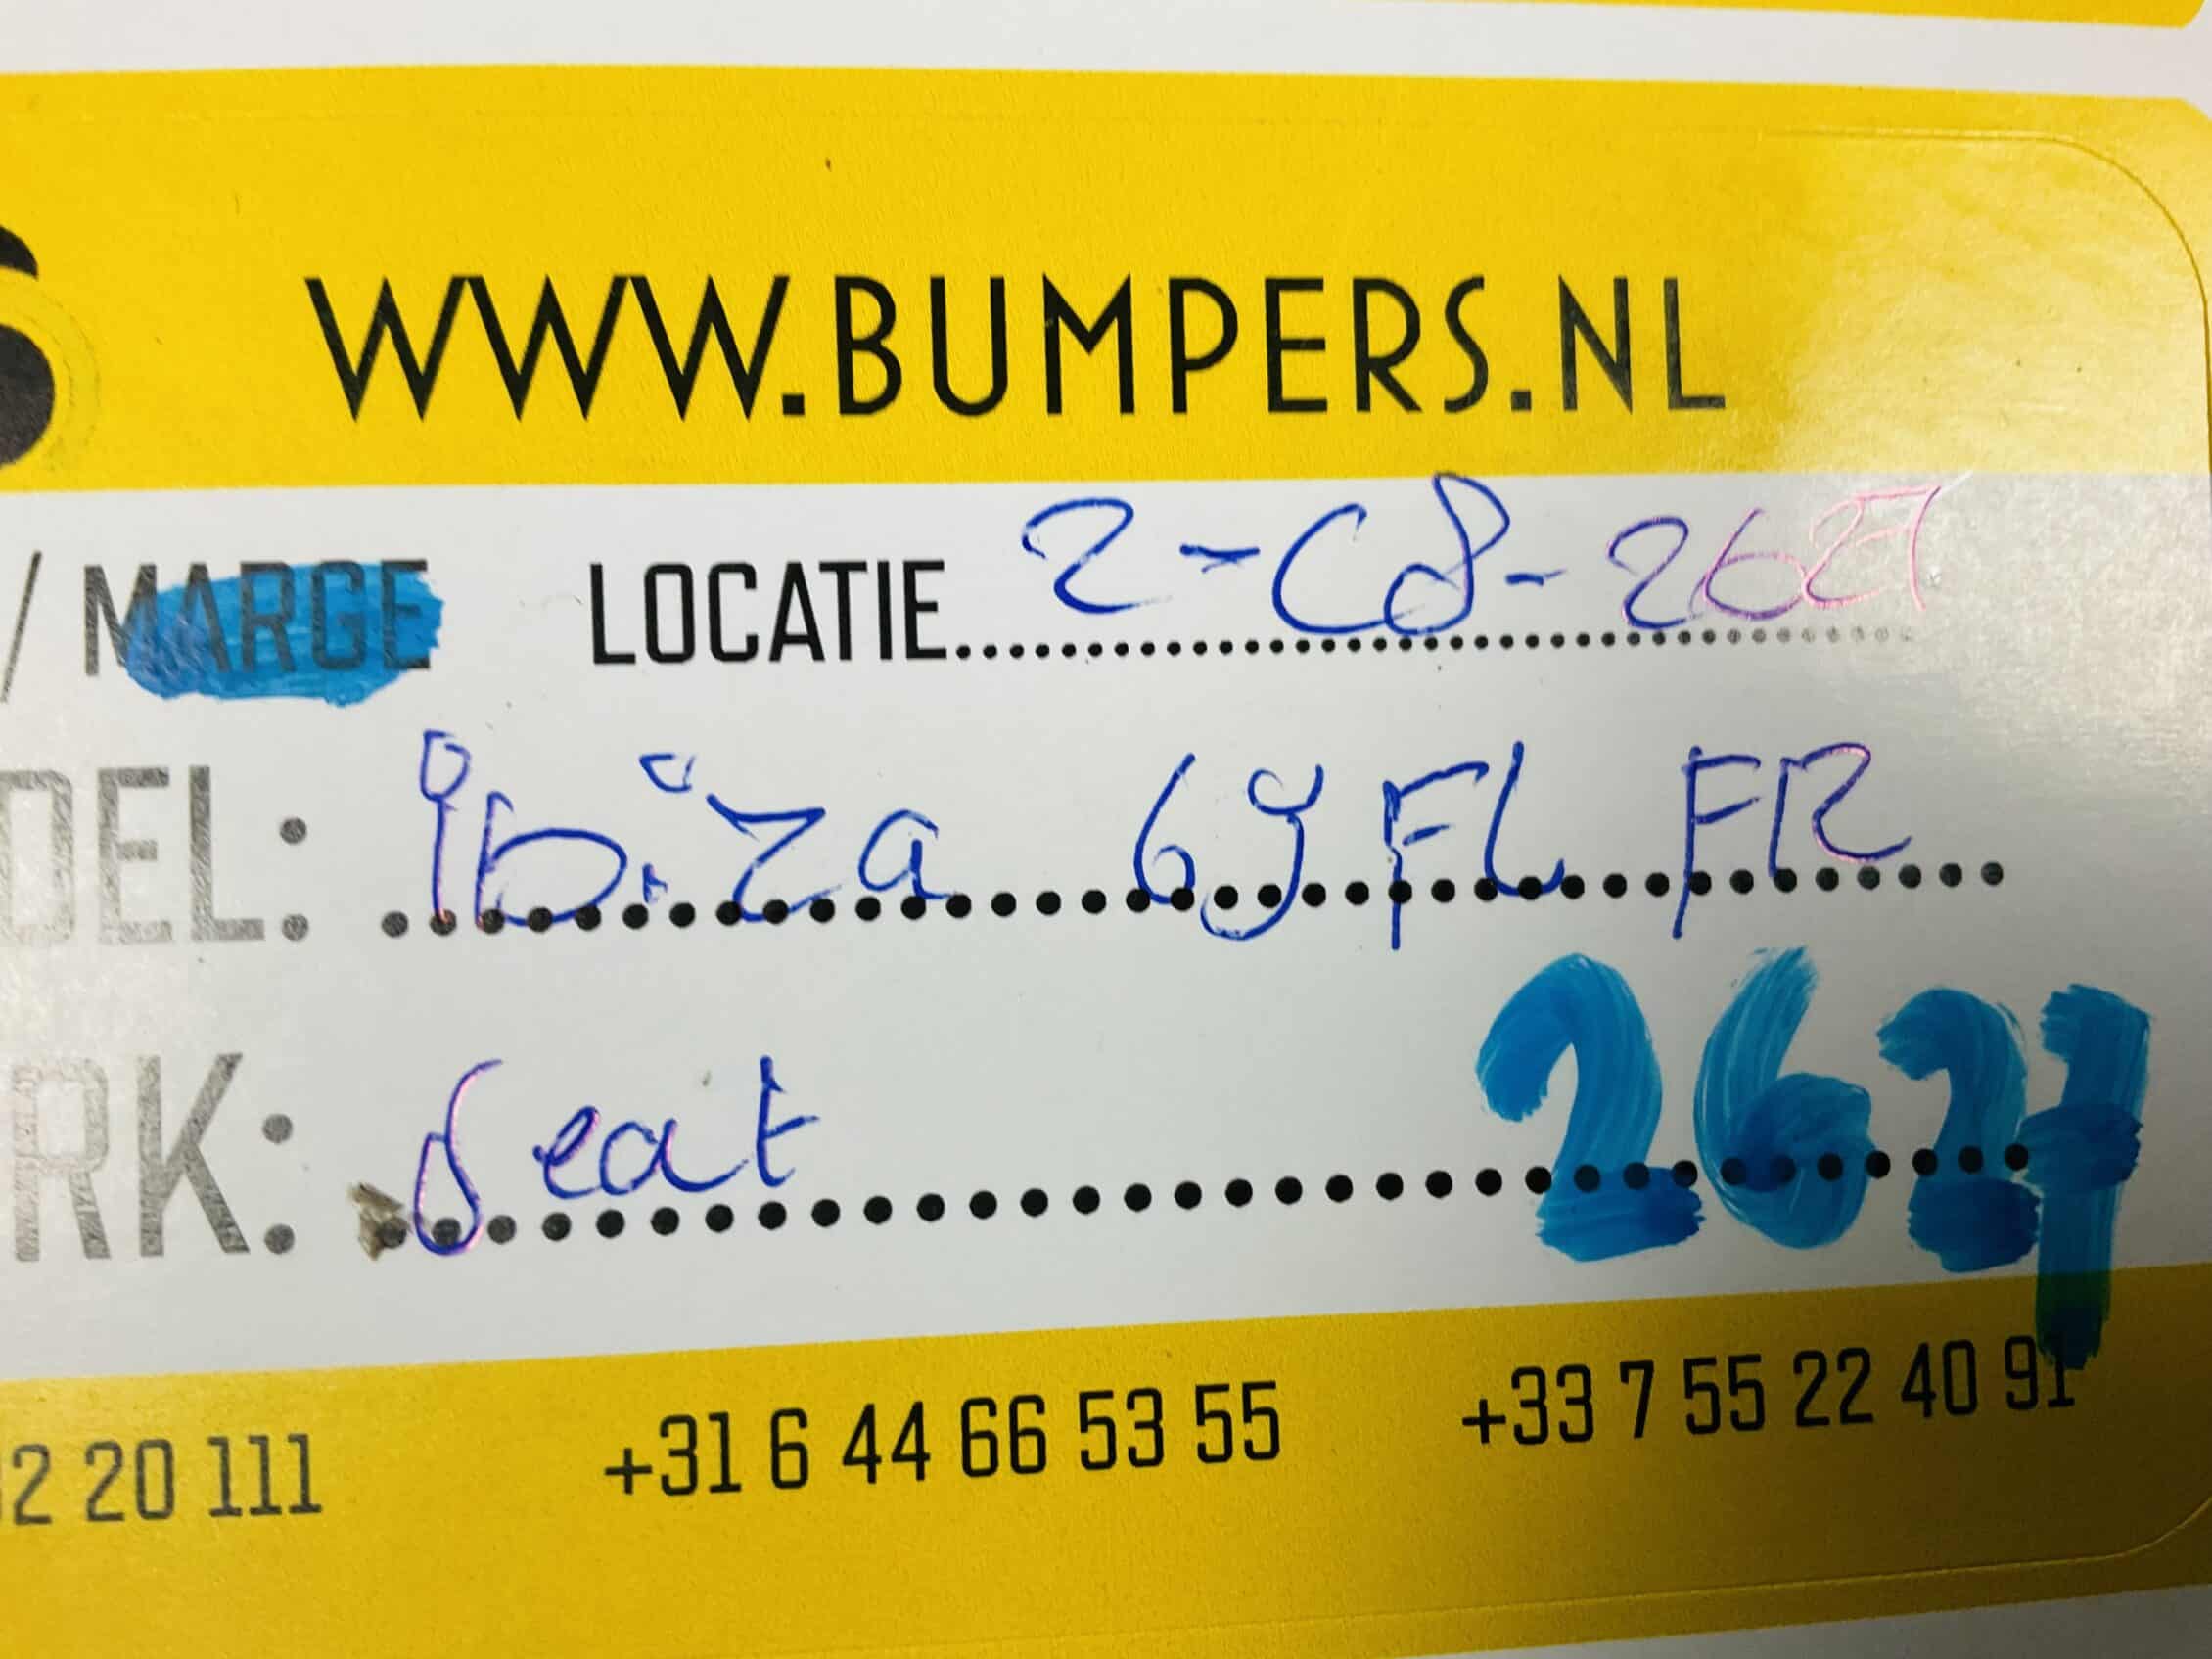 S WWW.BUMPERS.NL
/ MARGE LOCATIE 2-C8-2627
DEL: ibiza 6J FL FR
RK: Seat 2627
32 20 111 +31 6 44 66 53 55 +33 7 55 22 40 91